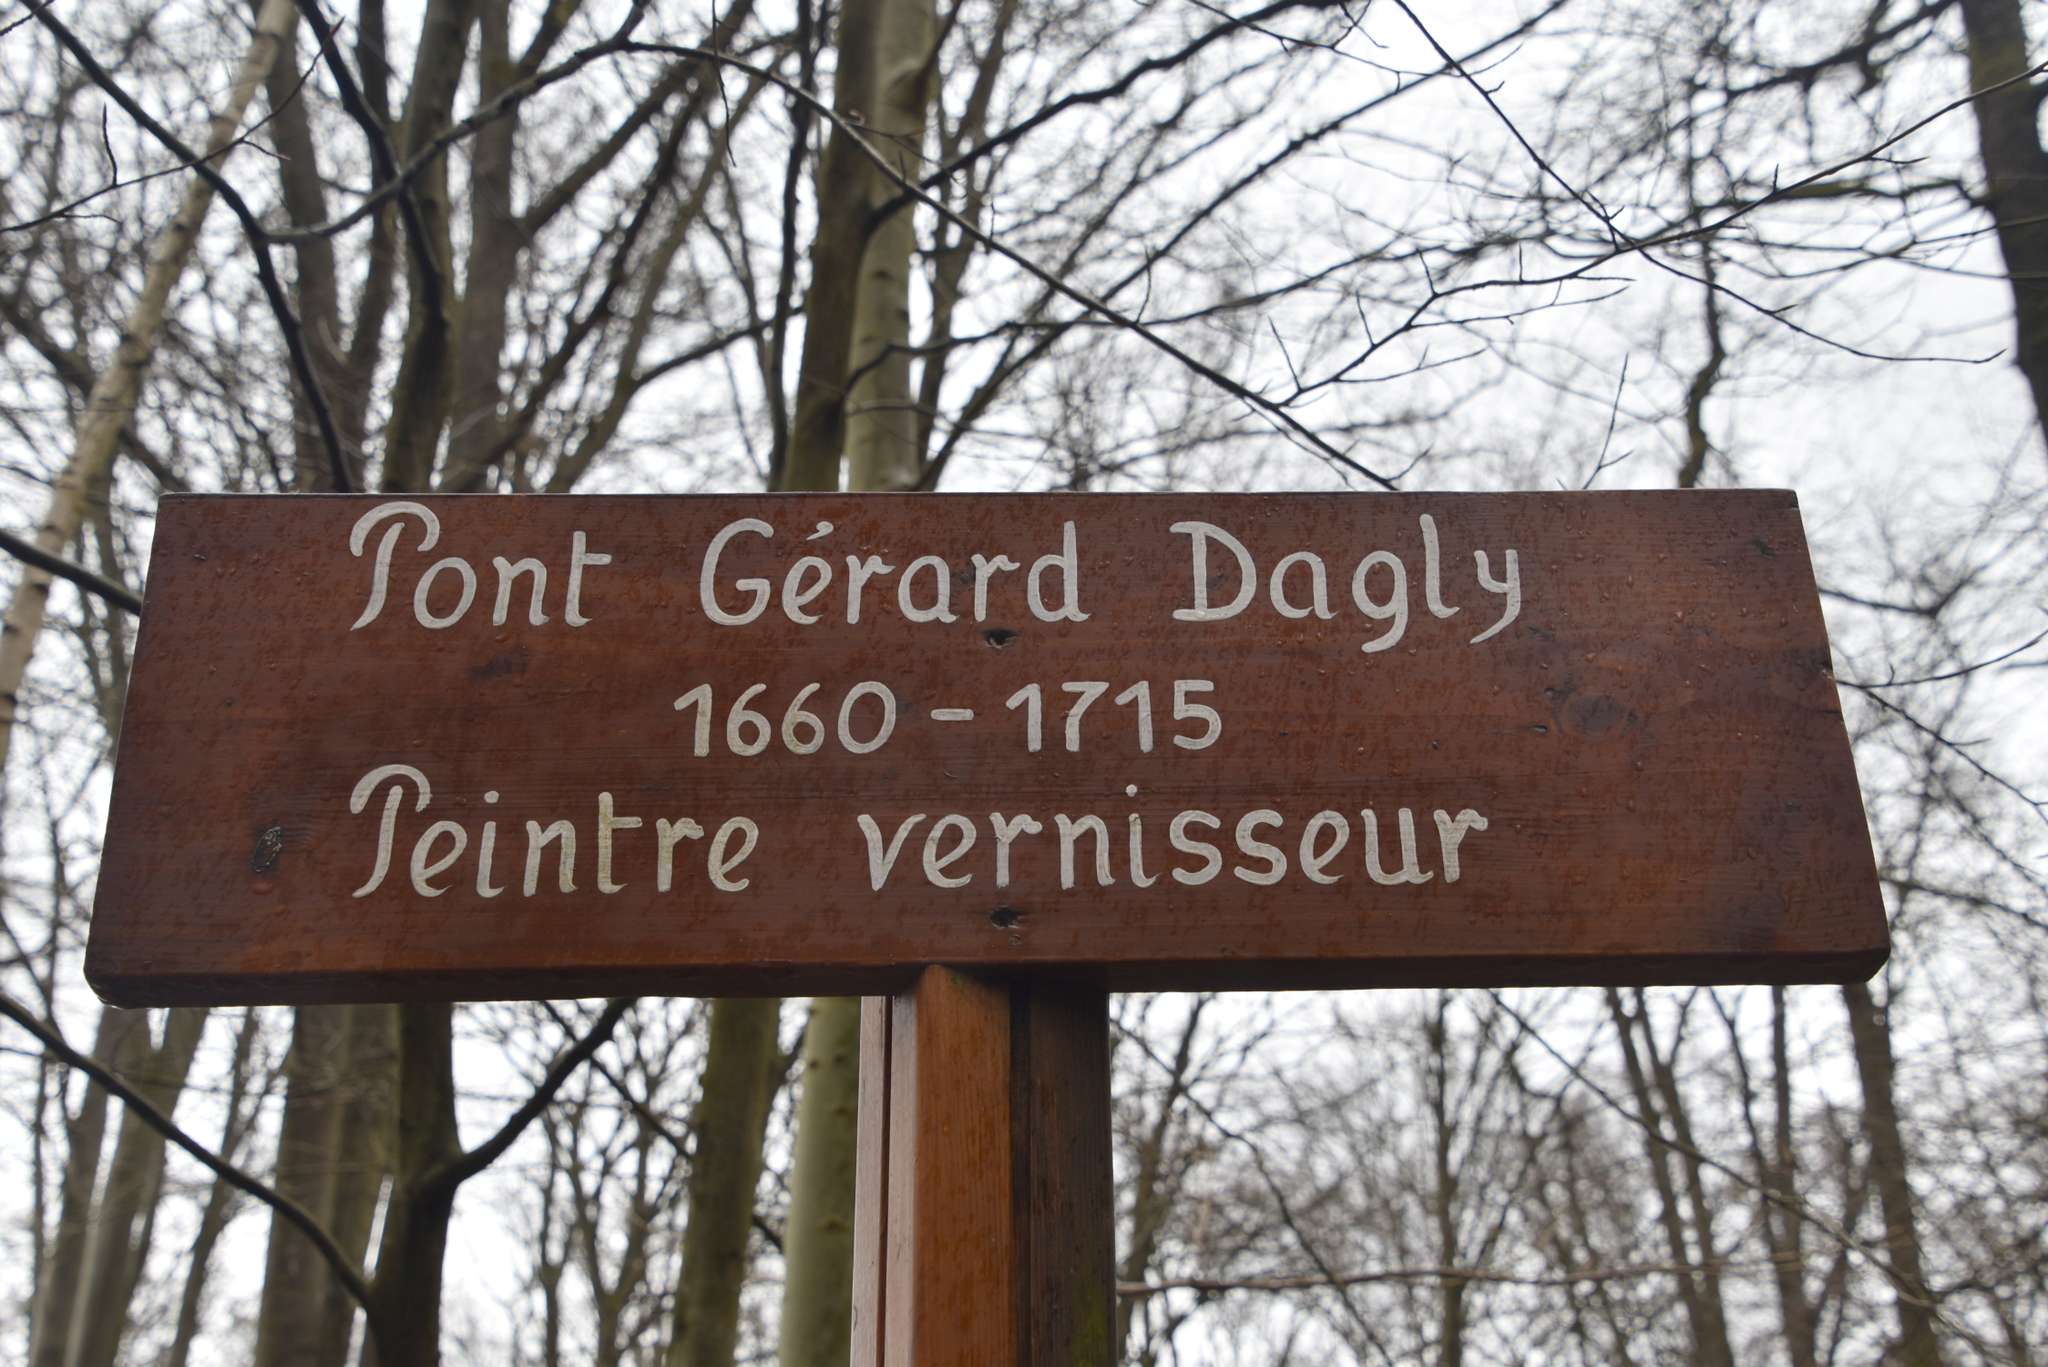 Pont Gérard Dagly
1660 - 1715
Peintre vernisseur